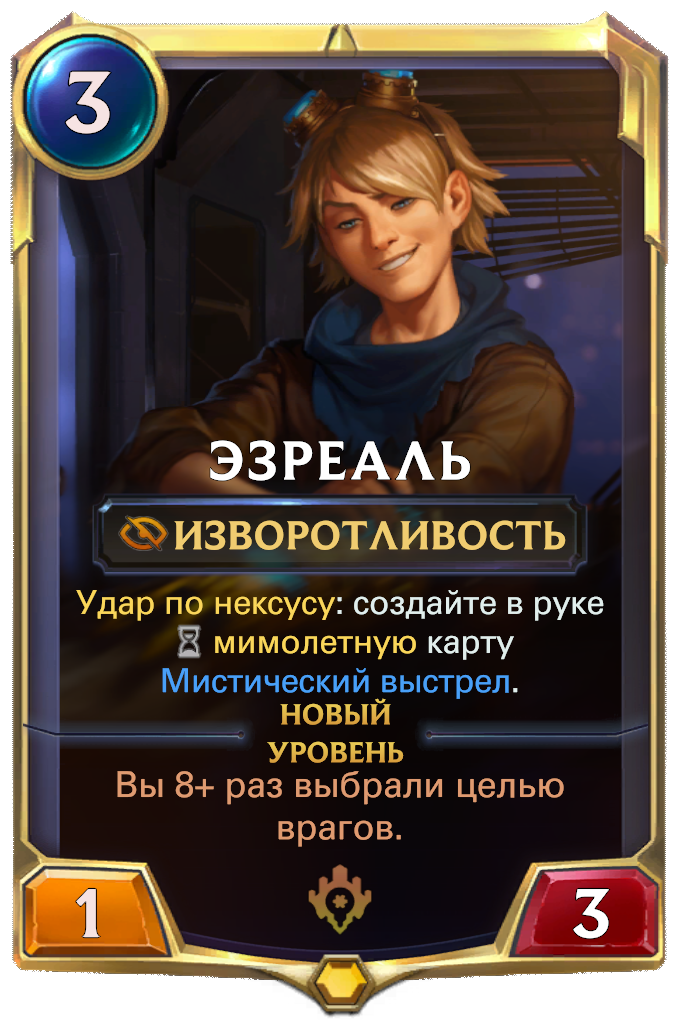 3
ЭЗРЕАЛЬ
ИЗВОРОТЛИВОСТЬ
Удар по нексусу: создайте в руке
мимолетную карту
Мистический выстрел.
НОВЫЙ
УРОВЕНЬ
Вы 8+ раз выбрали целью
врагов.
1
3